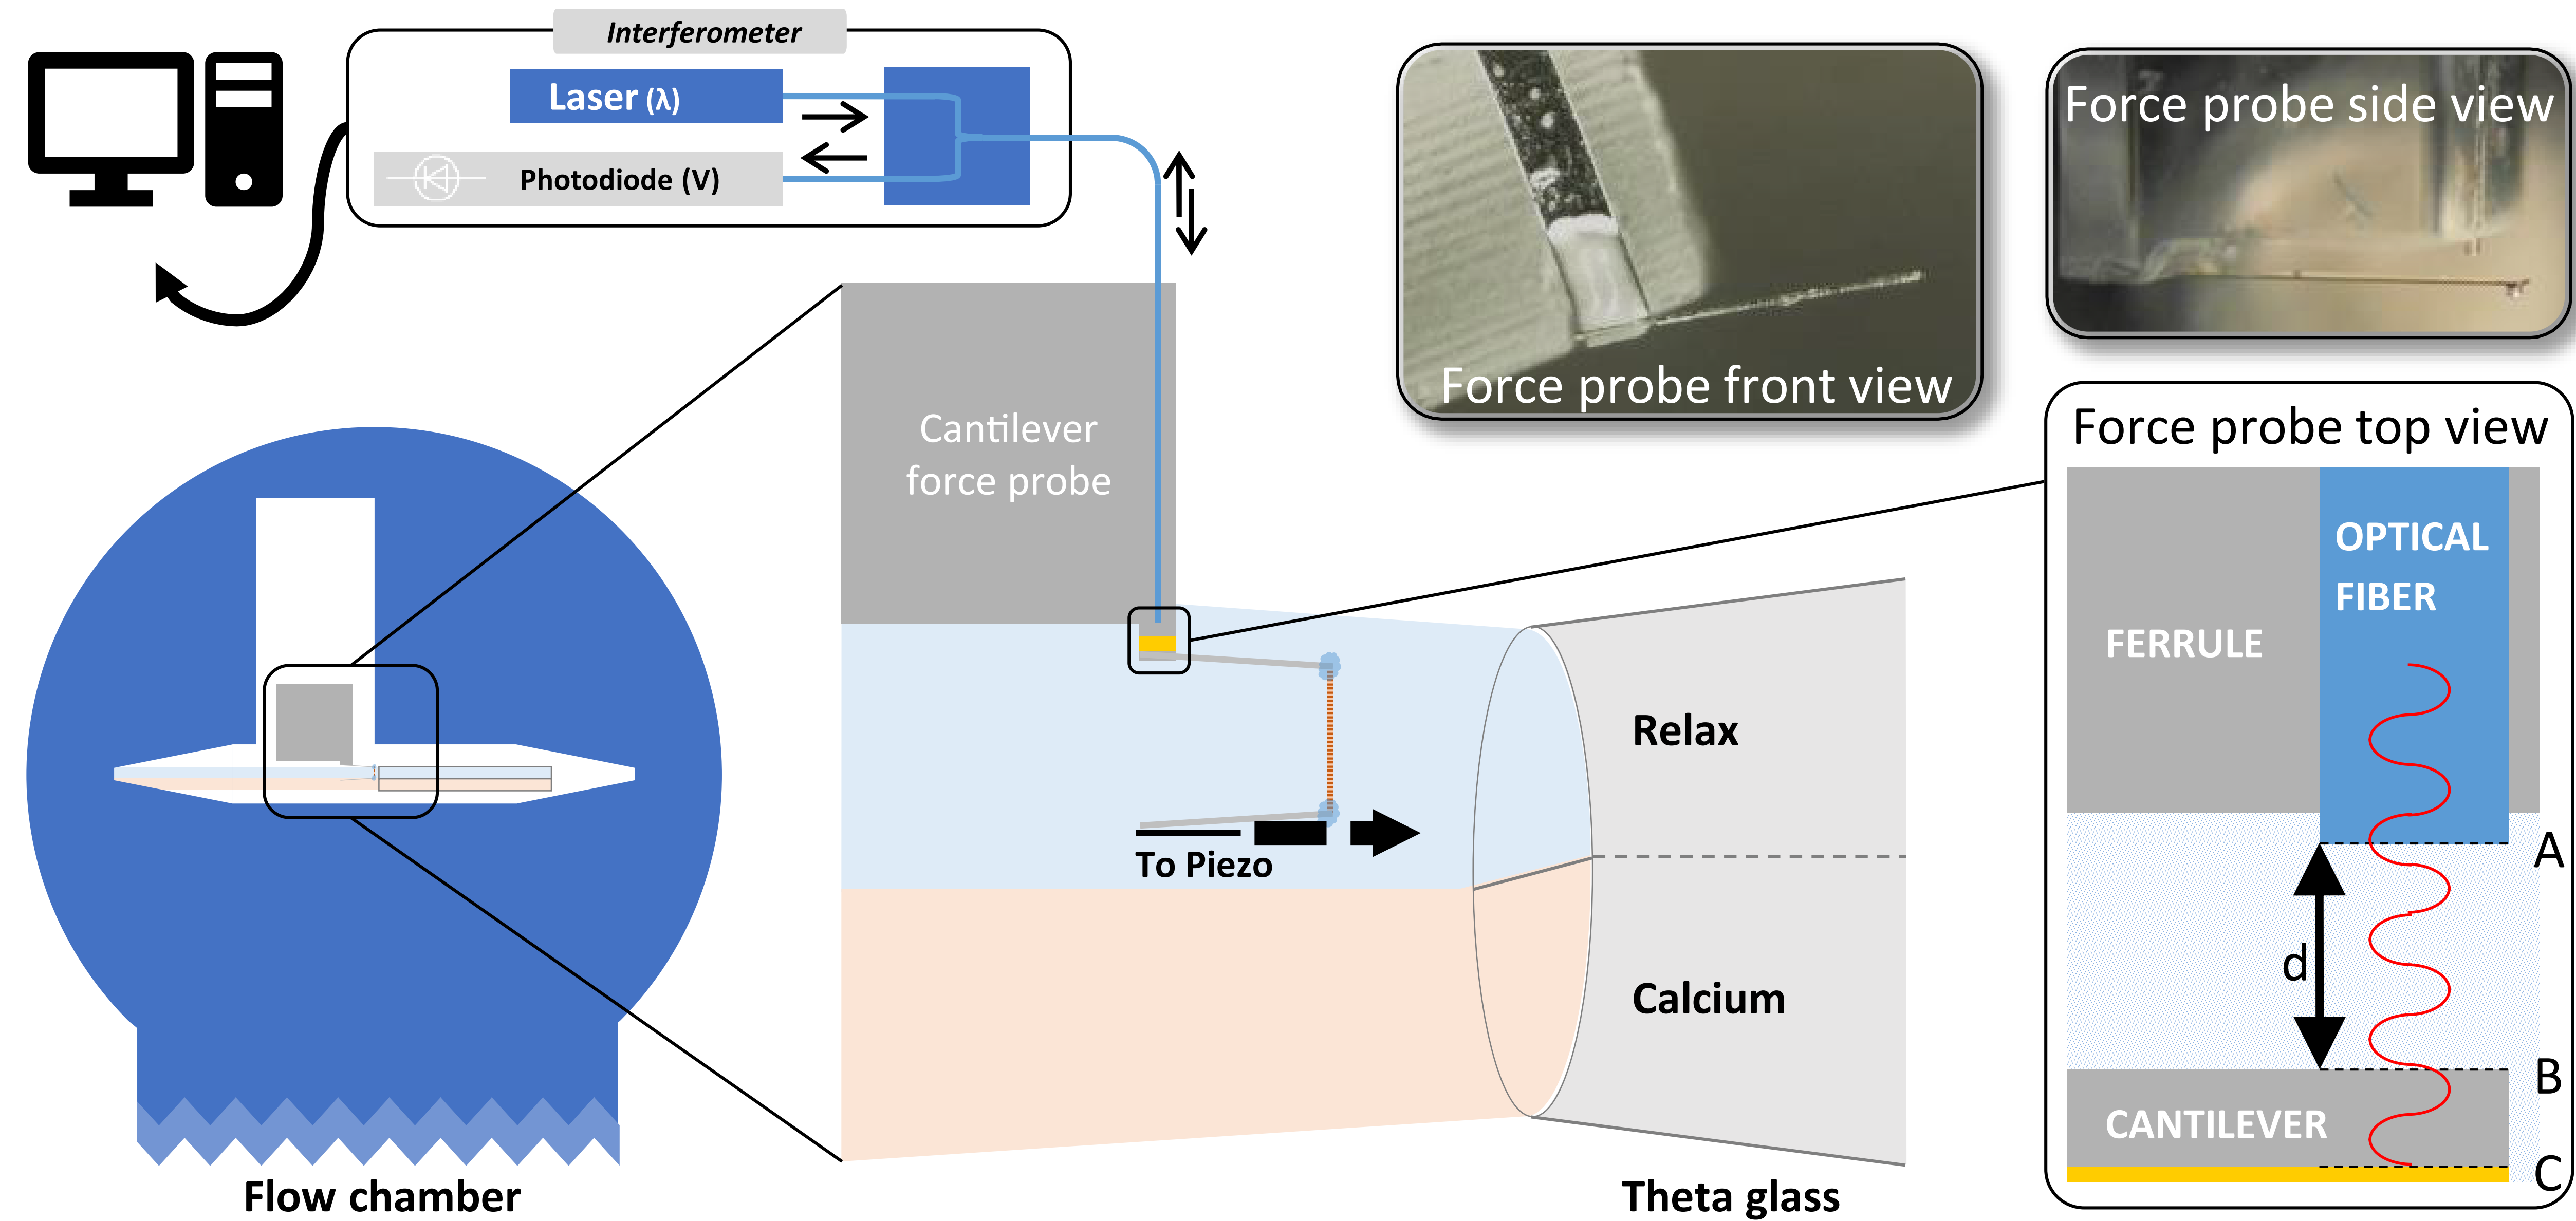 Interferometer
Laser (λ)
Photodiode (V)
Force probe front view
Force probe side view
Cantilever
force probe
Force probe top view
OPTICAL
FIBER
FERRULE
A
d
B
CANTILEVER
C
Relax
To Piezo
Calcium
Flow chamber
Theta glass